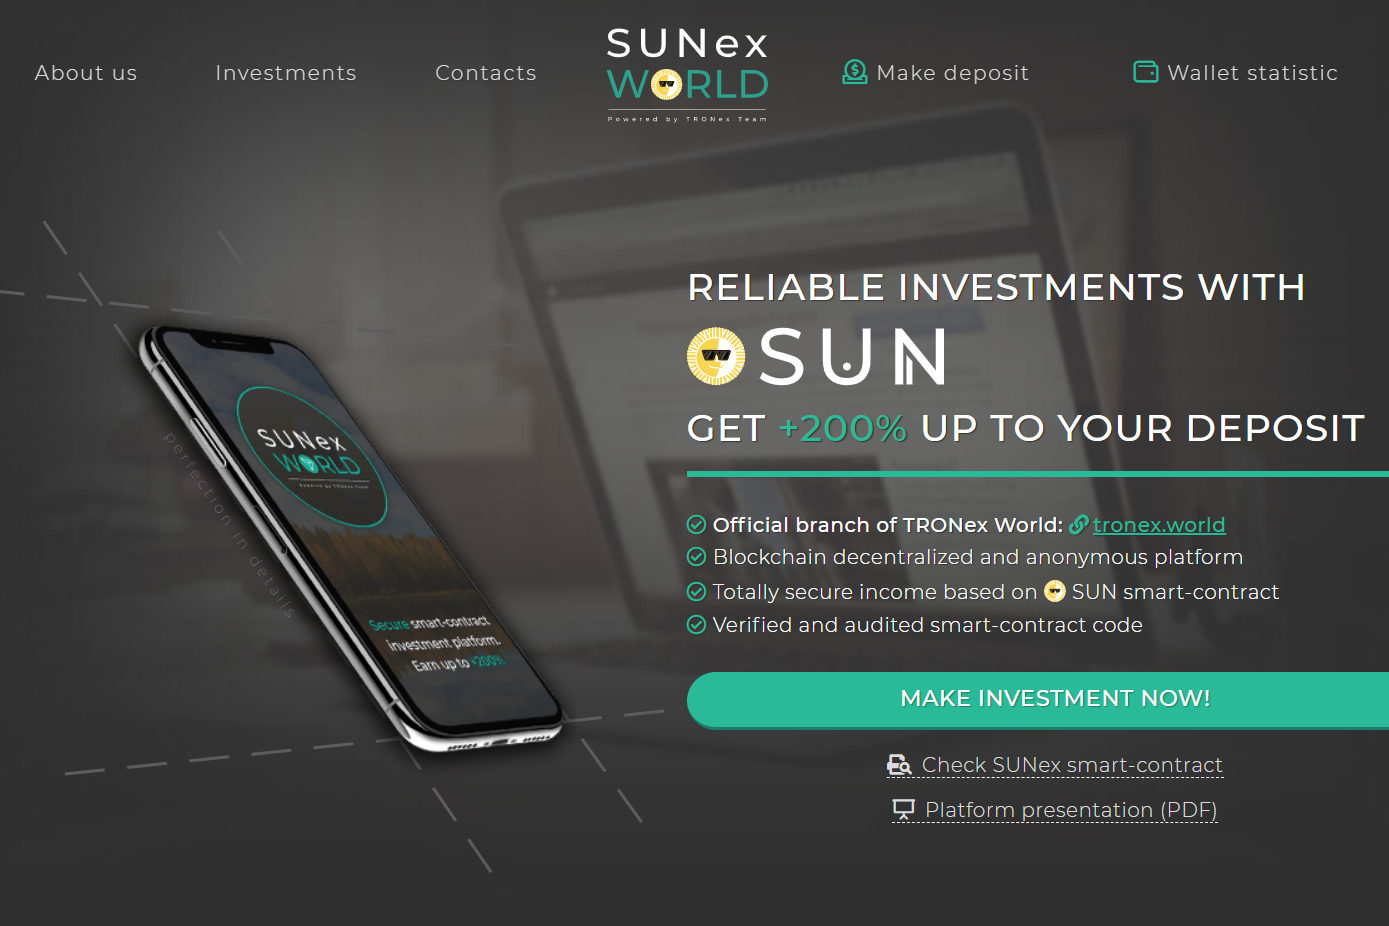 About us
Investments
Contacts
SUNex
WORLD
Powered by TRONex Team
Make deposit
Wallet statistic
RELIABLE INVESTMENTS WITH
SUN
GET +200% UP TO YOUR DEPOSIT
Official branch of TRONex World: tronex.world
Blockchain decentralized and anonymous platform
Totally secure income based on SUN smart-contract
Verified and audited smart-contract code
MAKE INVESTMENT NOW!
Check SUNex smart-contract
Platform presentation (PDF)
SUNex
WORLD
Powered by TRONex Team
Secure smart-contract
investment platform.
Earn up to +200%
perfection in details